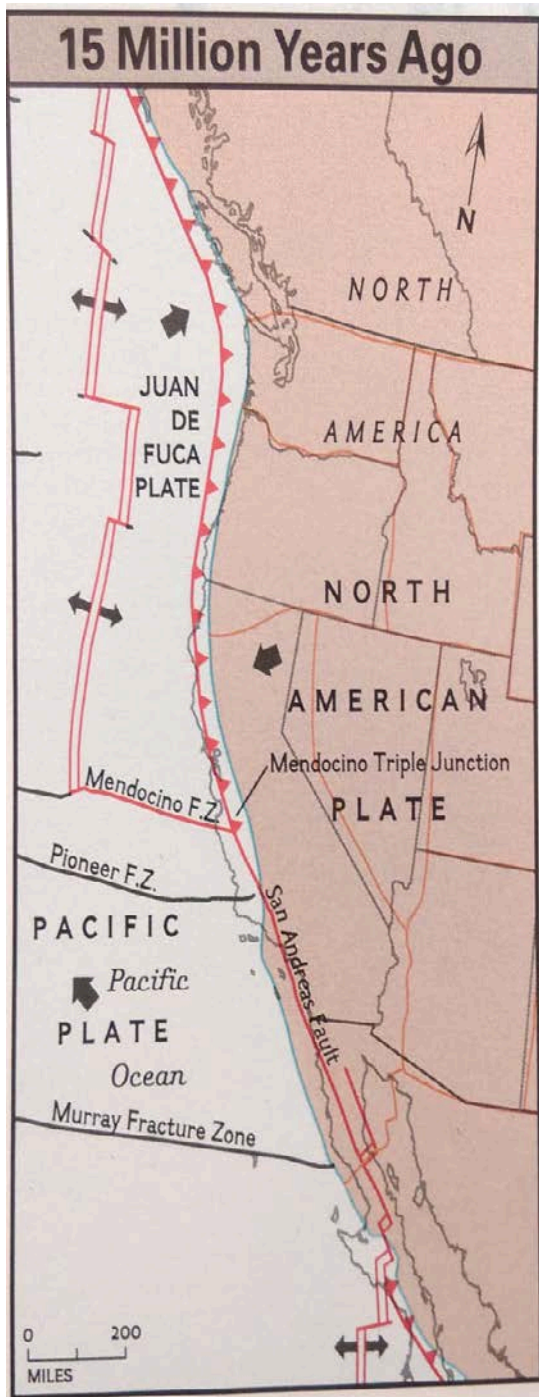 15 Million Years Ago
N
NORTH
JUAN
DE
FUCA
PLATE
AMERICA
NORTH
AMERICAN
Mendocino Triple Junction
PLATE
Mendocino F.Z.
Pioneer F.Z.
San Andreas Fault
PACIFIC
Pacific
PLATE
Ocean
Murray Fracture Zone
0 200
MILES